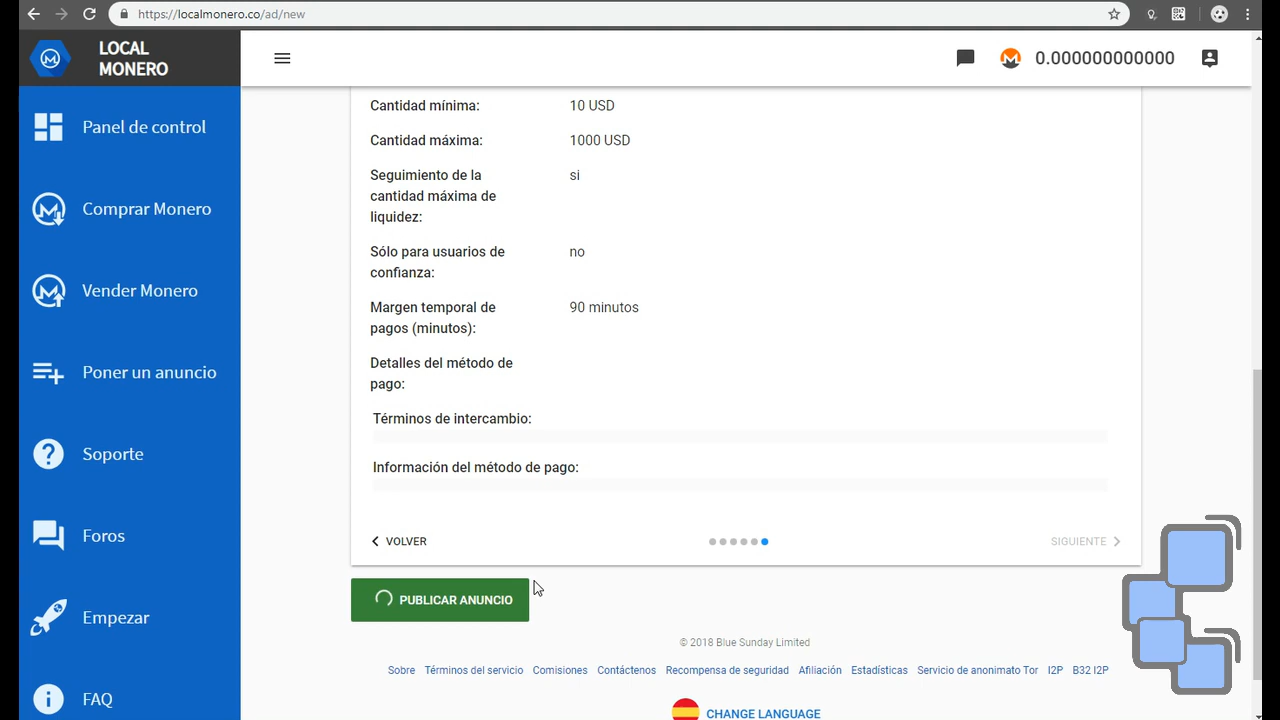 https://localmonero.co/ad/new
LOCAL
MONERO
0.000000000000
Panel de control
Comprar Monero
Vender Monero
Poner un anuncio
Soporte
Foros
Empezar
FAQ
Cantidad mínima: 10 USD
Cantidad máxima: 1000 USD
Seguimiento de la si
cantidad máxima de
liquidez:
Sólo para usuarios de no
confianza:
Margen temporal de 90 minutos
pagos (minutos):
Detalles del método de
pago:
Términos de intercambio:
Información del método de pago:
VOLVER
SIGUIENTE
PUBLICAR ANUNCIO
© 2018 Blue Sunday Limited
Sobre Términos del servicio Comisiones Contáctenos Recompensa de seguridad Afiliación Estadísticas Servicio de anonimato Tor I2P B32 I2P
CHANGE LANGUAGE